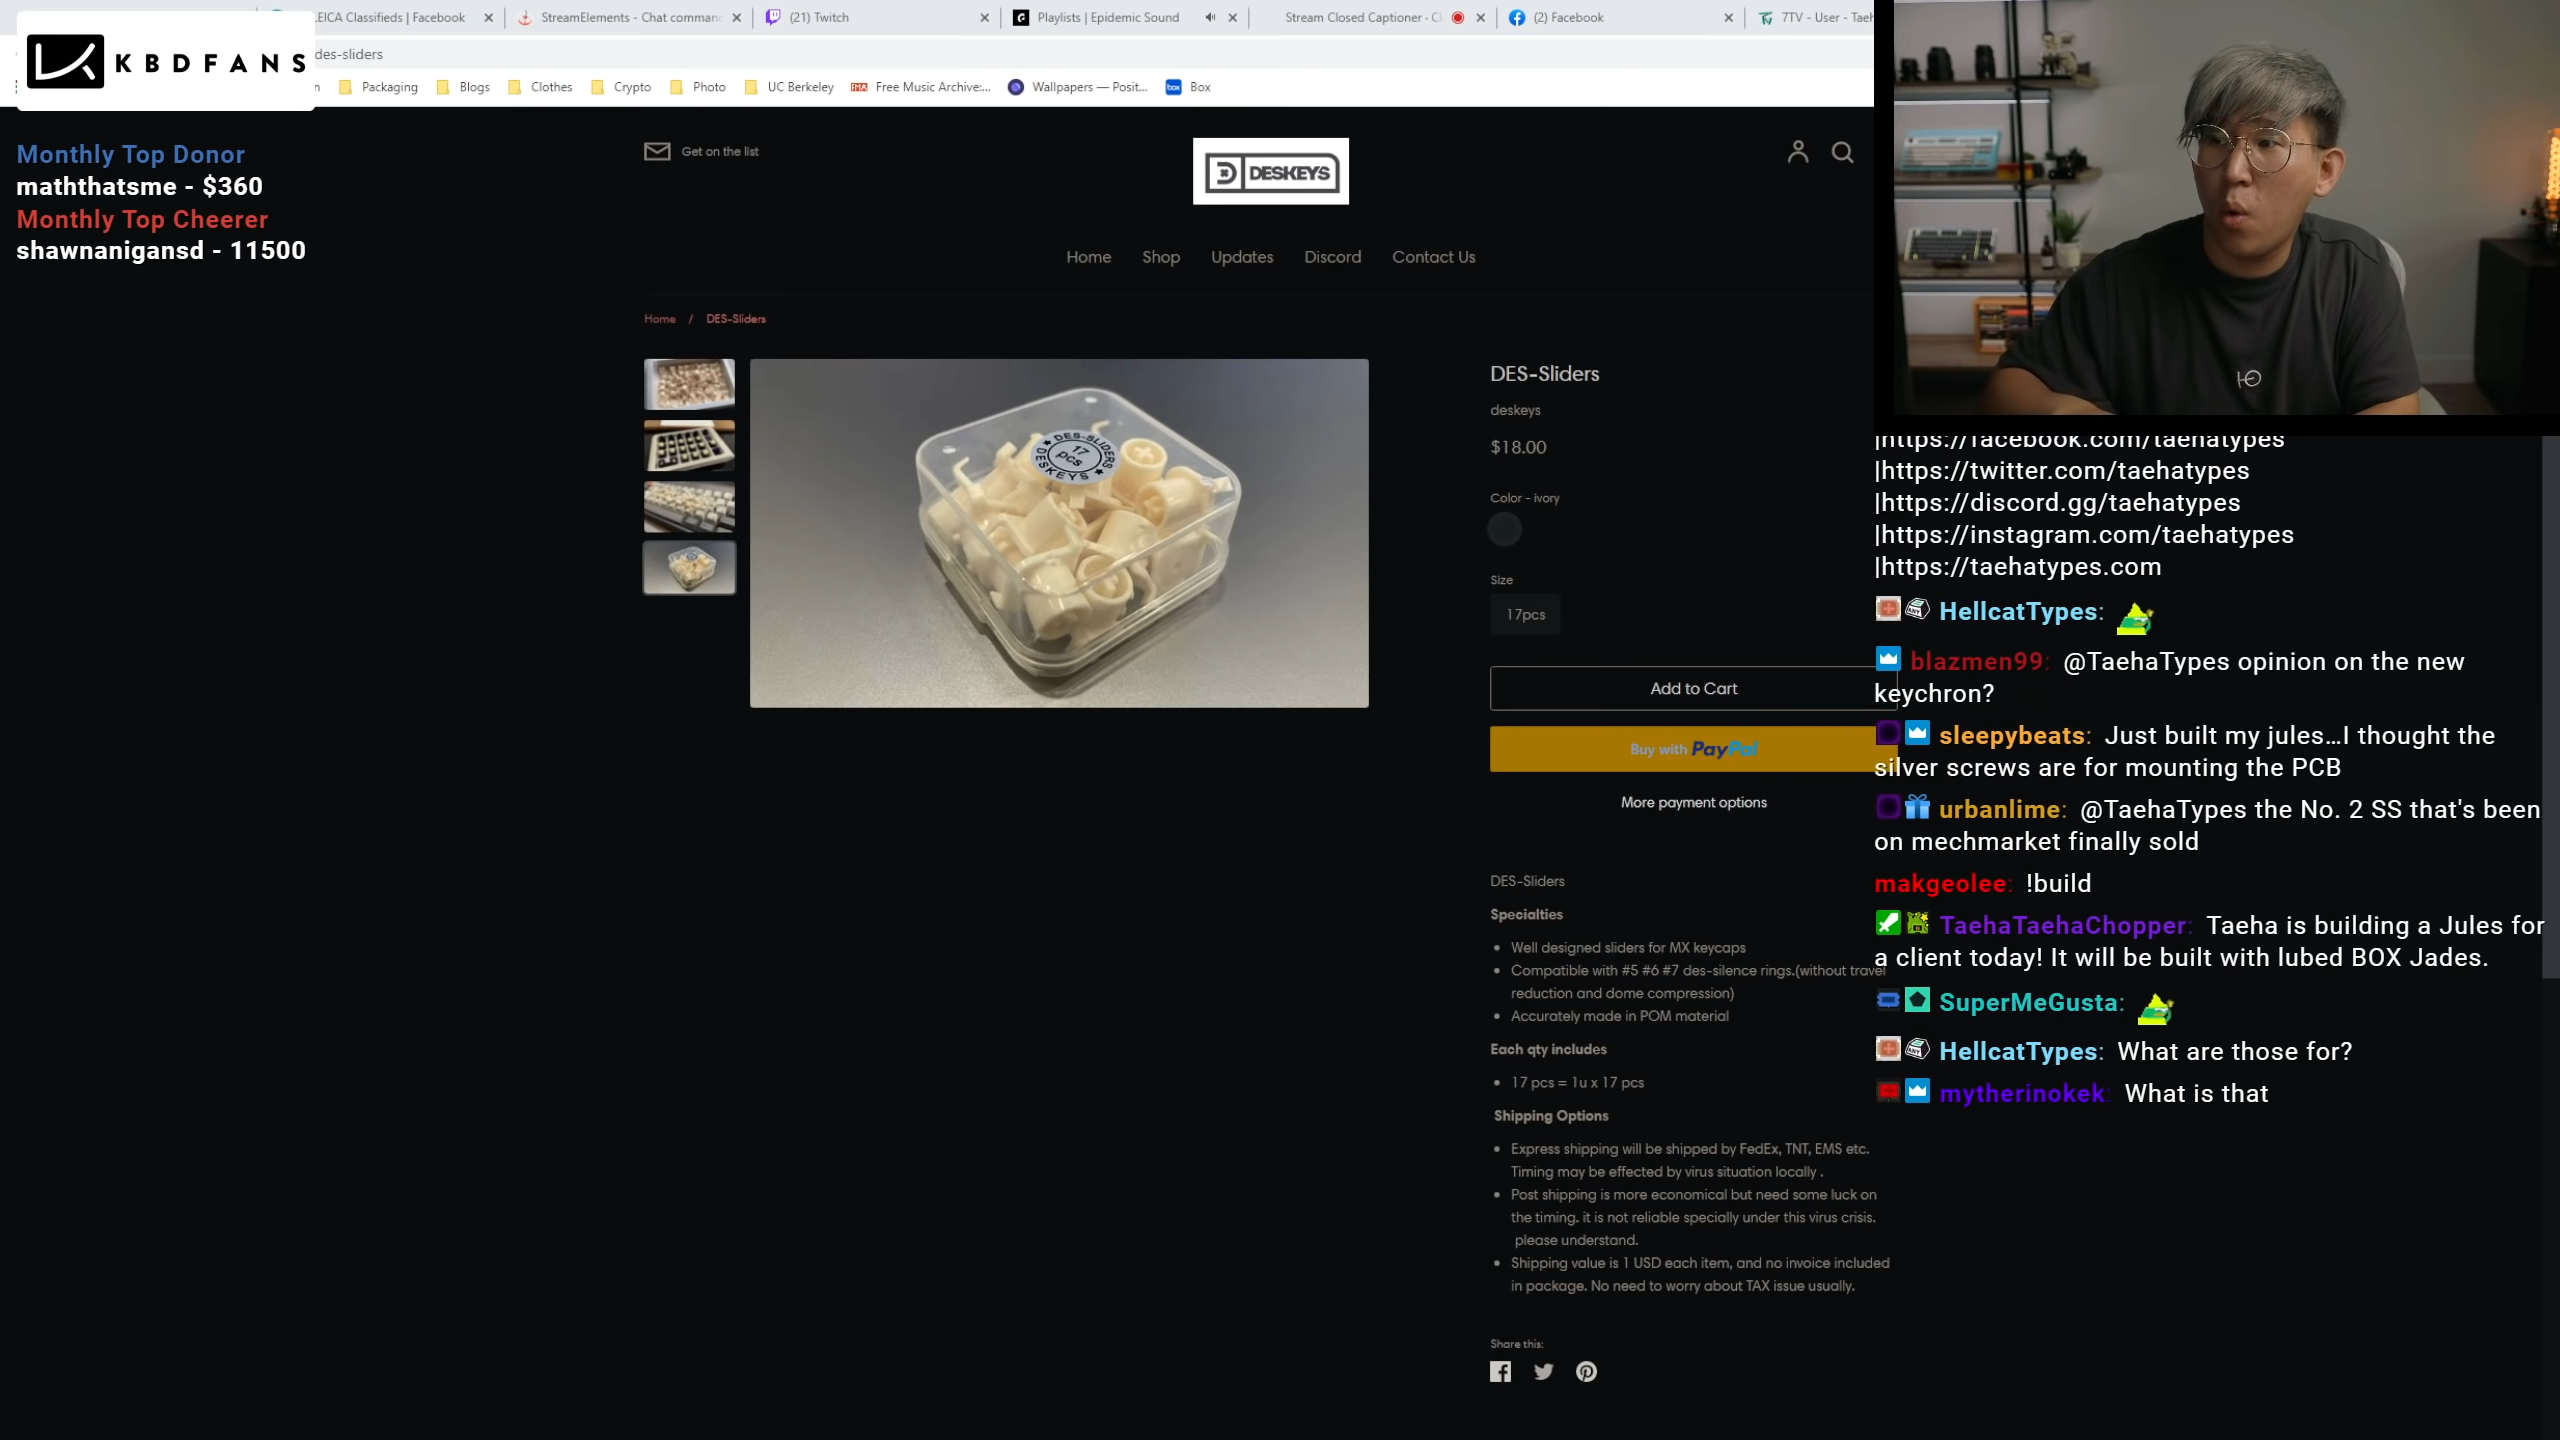 LEICA Classifieds | Facebook
StreamElements - Chat comman
(21) Twitch
Playlists | Epidemic Sound
Stream Closed Captioner · C
(2) Facebook
7TV - User - Taeh
KBDFANS
des-sliders
Packaging
Blogs
Clothes
Crypto
Photo
UC Berkeley
Free Music Archive:...
Wallpapers — Posit...
Box
Monthly Top Donor
maththatsme - $360
Monthly Top Cheerer
shawnanigansd - 11500
Get on the list
DESKEYS
Home
Shop
Updates
Discord
Contact Us
Home / DES-Sliders
DES-SLIDERS
17
pcs
DESKEYS
DES-Sliders
deskeys
$18.00
Color - ivory
Size
17pcs
Add to Cart
Buy with PayPal
More payment options
DES-Sliders
Specialties
Well designed sliders for MX keycaps
Compatible with #5 #6 #7 des-silence rings.(without travel
reduction and dome compression)
Accurately made in POM material
Each qty includes
17 pcs = 1u x 17 pcs
Shipping Options
Express shipping will be shipped by FedEx, TNT, EMS etc.
Timing may be effected by virus situation locally .
Post shipping is more economical but need some luck on
the timing. it is not reliable specially under this virus crisis.
please understand.
Shipping value is 1 USD each item, and no invoice included
in package. No need to worry about TAX issue usually.
Share this:
|https://facebook.com/taehatypes
|https://twitter.com/taehatypes
|https://discord.gg/taehatypes
|https://instagram.com/taehatypes
|https://taehatypes.com
HellcatTypes:
blazmen99: @TaehaTypes opinion on the new
keychron?
sleepybeats: Just built my jules...I thought the
silver screws are for mounting the PCB
urbanlime: @TaehaTypes the No. 2 SS that's been
on mechmarket finally sold
makgeolee: !build
TaehaTaehaChopper: Taeha is building a Jules for
a client today! It will be built with lubed BOX Jades.
SuperMeGusta:
HellcatTypes: What are those for?
mytherinokek: What is that